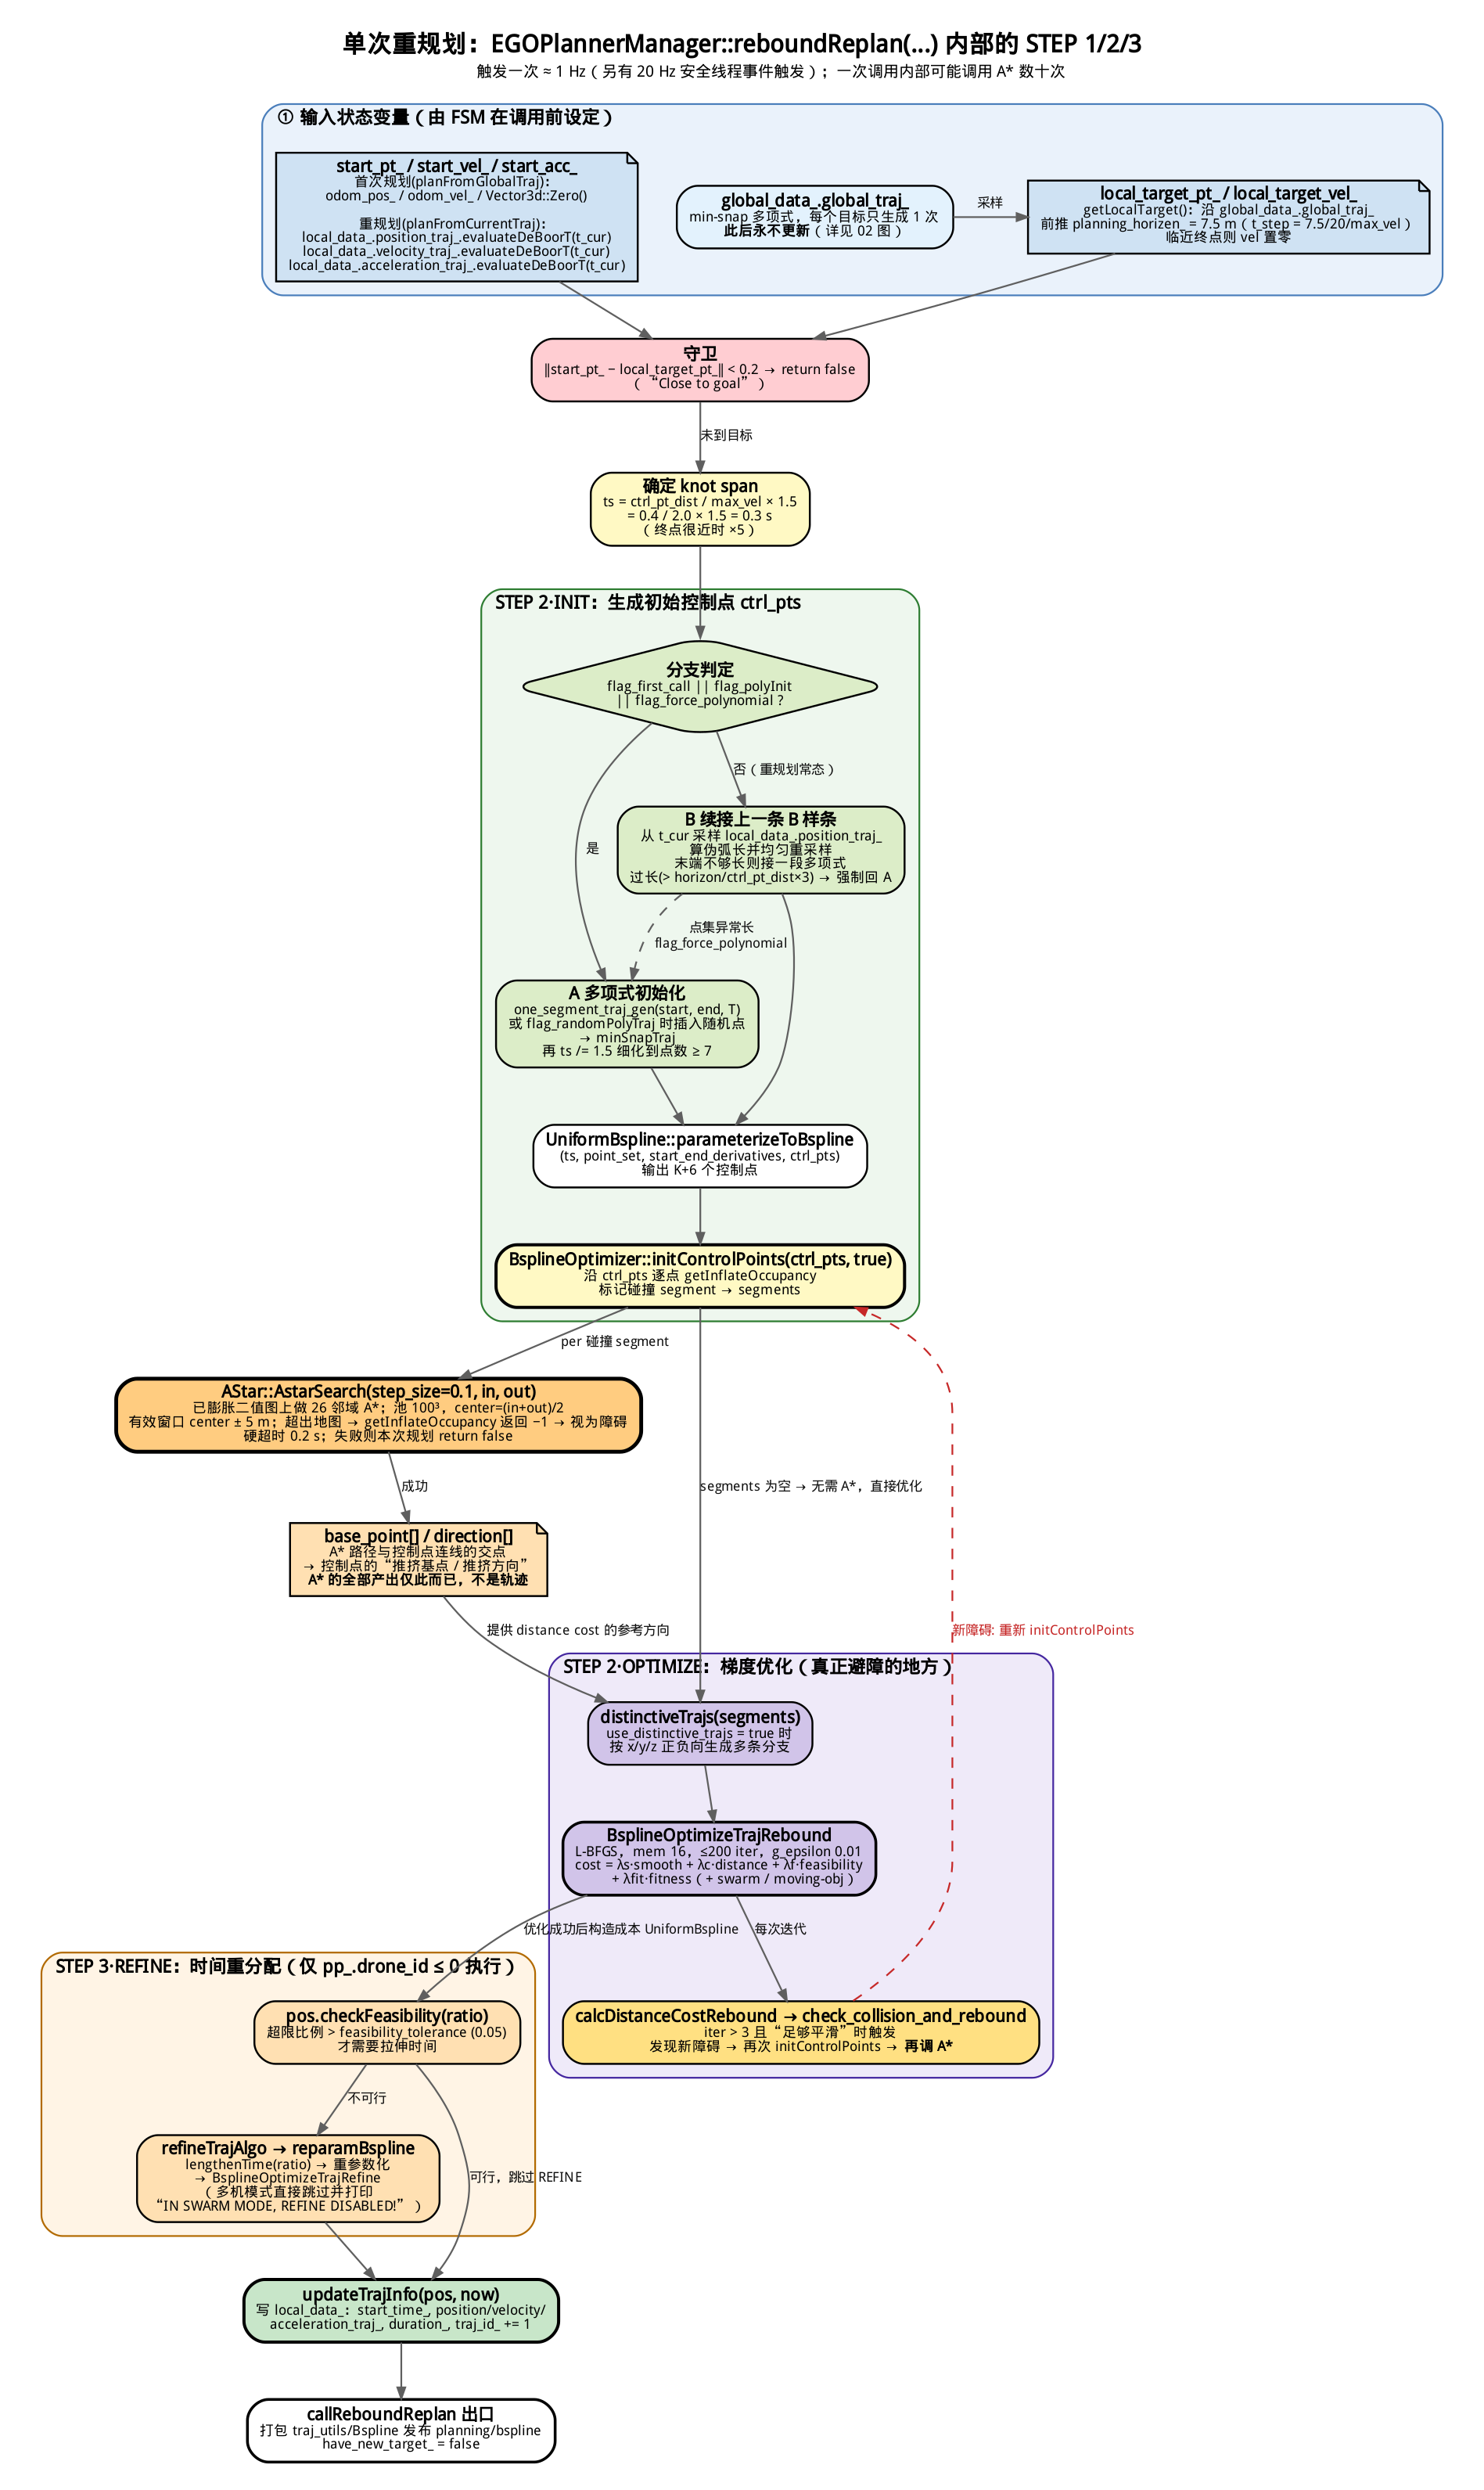 单次重规划：EGOPlannerManager::reboundReplan(...) 内部的 STEP 1/2/3
触发一次 ≈ 1 Hz（另有 20 Hz 安全线程事件触发）；一次调用内部可能调用 A* 数十次
① 输入状态变量（由 FSM 在调用前设定）
start_pt_ / start_vel_ / start_acc_
首次规划(planFromGlobalTraj)：
odom_pos_ / odom_vel_ / Vector3d::Zero()
重规划(planFromCurrentTraj)：
local_data_.position_traj_.evaluateDeBoorT(t_cur)
local_data_.velocity_traj_.evaluateDeBoorT(t_cur)
local_data_.acceleration_traj_.evaluateDeBoorT(t_cur)
global_data_.global_traj_
min-snap 多项式，每个目标只生成 1 次
此后永不更新（详见 02 图）
采样
local_target_pt_ / local_target_vel_
getLocalTarget()：沿 global_data_.global_traj_
前推 planning_horizen_ = 7.5 m（ t_step = 7.5/20/max_vel ）
临近终点则 vel 置零
守卫
‖start_pt_ − local_target_pt_‖ < 0.2 → return false
（ “Close to goal” ）
未到目标
确定 knot span
ts = ctrl_pt_dist / max_vel × 1.5
= 0.4 / 2.0 × 1.5 = 0.3 s
（ 终点很近时 ×5 ）
STEP 2·INIT：生成初始控制点 ctrl_pts
分支判定
flag_first_call || flag_polyInit
|| flag_force_polynomial ?
否（重规划常态）
是
B 续接上一条 B 样条
从 t_cur 采样 local_data_.position_traj_
算伪弧长并均匀重采样
末端不够长则接一段多项式
过长(> horizon/ctrl_pt_dist×3) → 强制回 A
点集异常长
flag_force_polynomial
A 多项式初始化
one_segment_traj_gen(start, end, T)
或 flag_randomPolyTraj 时插入随机点
→ minSnapTraj
再 ts /= 1.5 细化到点数 ≥ 7
UniformBspline::parameterizeToBspline
(ts, point_set, start_end_derivatives, ctrl_pts)
输出 K+6 个控制点
BsplineOptimizer::initControlPoints(ctrl_pts, true)
沿 ctrl_pts 逐点 getInflateOccupancy
标记碰撞 segment → segments
per 碰撞 segment
AStar::AstarSearch(step_size=0.1, in, out)
已膨胀二值图上做 26 邻域 A*；池 100³，center=(in+out)/2
有效窗口 center ± 5 m；超出地图 → getInflateOccupancy 返回 −1 → 视为障碍
硬超时 0.2 s；失败则本次规划 return false
成功
segments 为空 → 无需 A*，直接优化
base_point[] / direction[]
A* 路径与控制点连线的交点
→ 控制点的 “推挤基点 / 推挤方向”
A* 的全部产出仅此而已，不是轨迹
提供 distance cost 的参考方向
新障碍: 重新 initControlPoints
STEP 2·OPTIMIZE：梯度优化（真正避障的地方）
distinctiveTrajs(segments)
use_distinctive_trajs = true 时
按 x/y/z 正负向生成多条分支
BsplineOptimizeTrajRebound
L-BFGS，mem 16，≤200 iter，g_epsilon 0.01
cost = λs·smooth + λc·distance + λf·feasibility
+ λfit·fitness（ + swarm / moving-obj ）
优化成功后构造成本 UniformBspline
每次迭代
calcDistanceCostRebound → check_collision_and_rebound
iter > 3 且 “足够平滑” 时触发
发现新障碍 → 再次 initControlPoints → 再调 A*
STEP 3·REFINE：时间重分配（仅 pp_.drone_id ≤ 0 执行）
pos.checkFeasibility(ratio)
超限比例 > feasibility_tolerance (0.05)
才需要拉伸时间
不可行
refineTrajAlgo → reparamBspline
lengthenTime(ratio) → 重参数化
→ BsplineOptimizeTrajRefine
（ 多机模式直接跳过并打印
“IN SWARM MODE, REFINE DISABLED!” ）
可行，跳过 REFINE
updateTrajInfo(pos, now)
写 local_data_：start_time_, position/velocity/
acceleration_traj_, duration_, traj_id_ += 1
callReboundReplan 出口
打包 traj_utils/Bspline 发布 planning/bspline
have_new_target_ = false